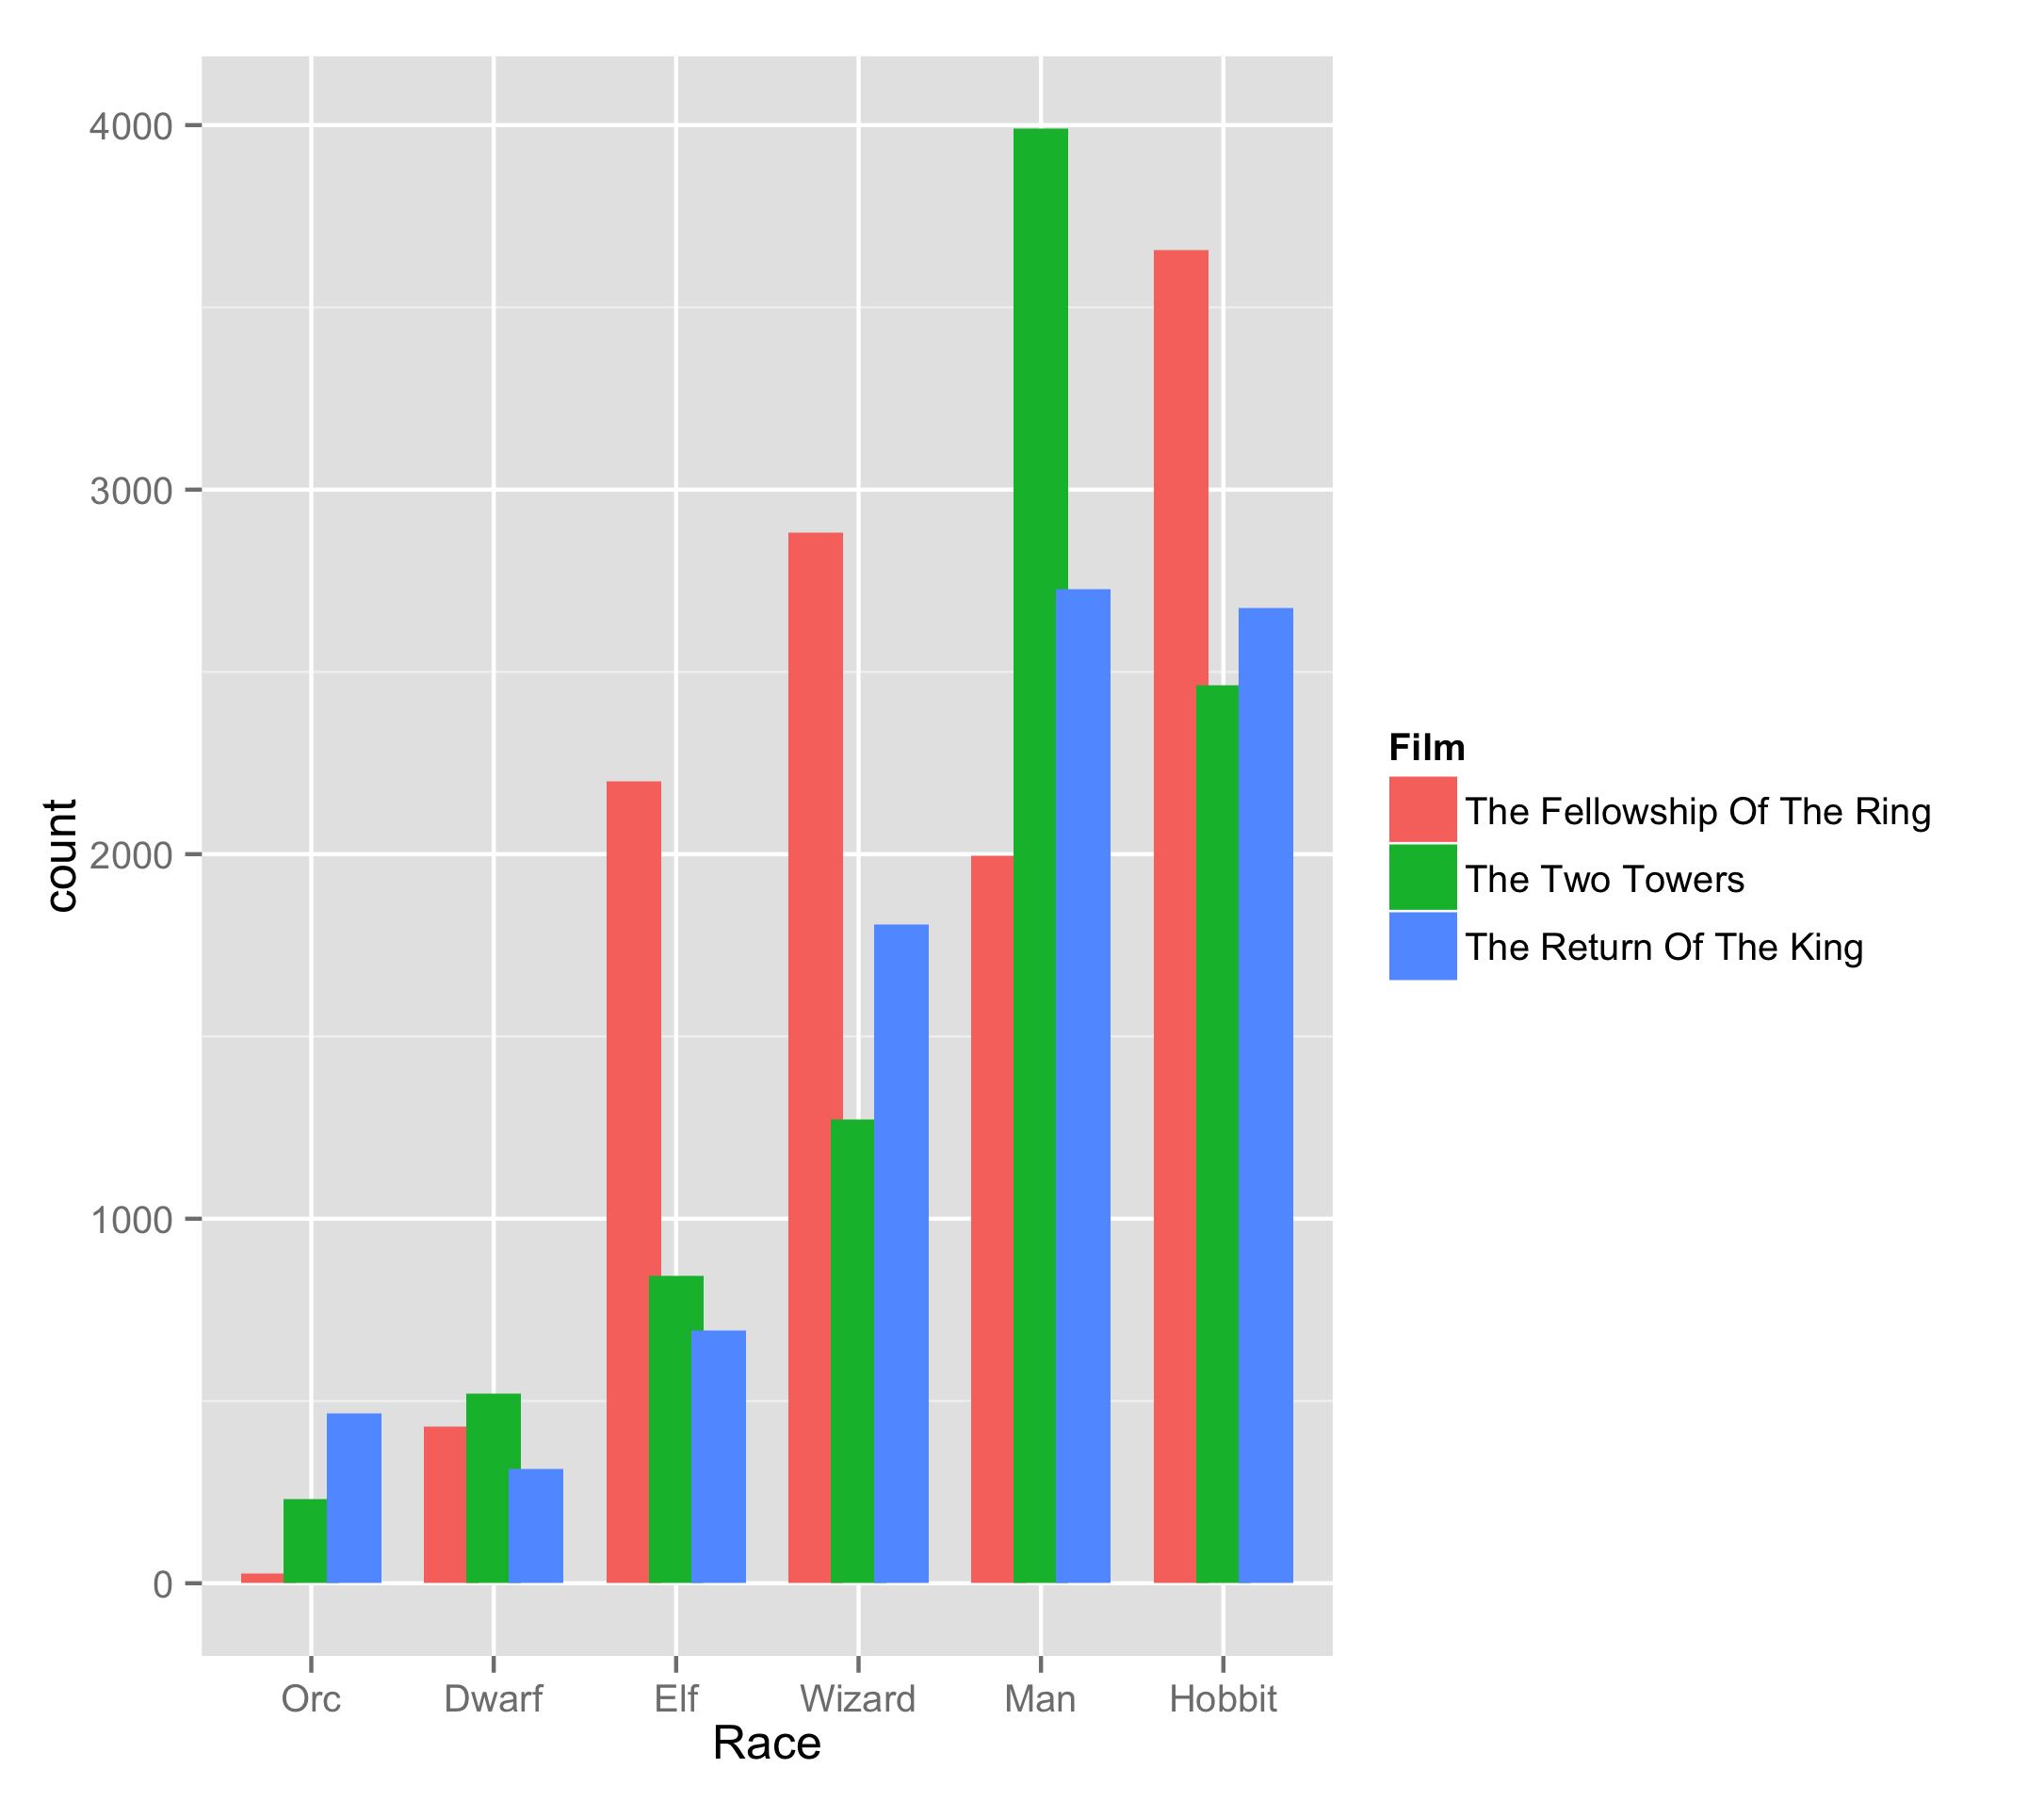 4000
3000
2000
1000
0
count
Orc Dwarf Elf Wizard Man Hobbit
Race
Film
The Fellowship Of The Ring
The Two Towers
The Return Of The King